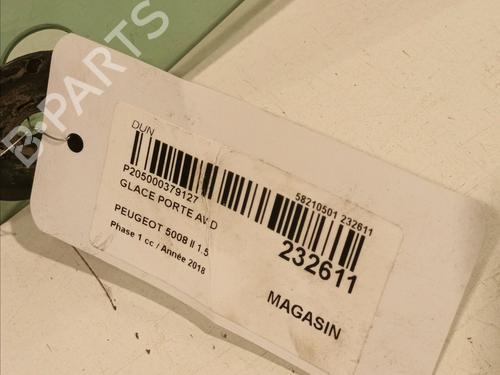 B-PARTS
DUN
P205000379127
58210501 232611
GLACE PORTE AV D
232611
PEUGEOT 5008 II 1.5
Phase 1 cc / Année 2018
MAGASIN